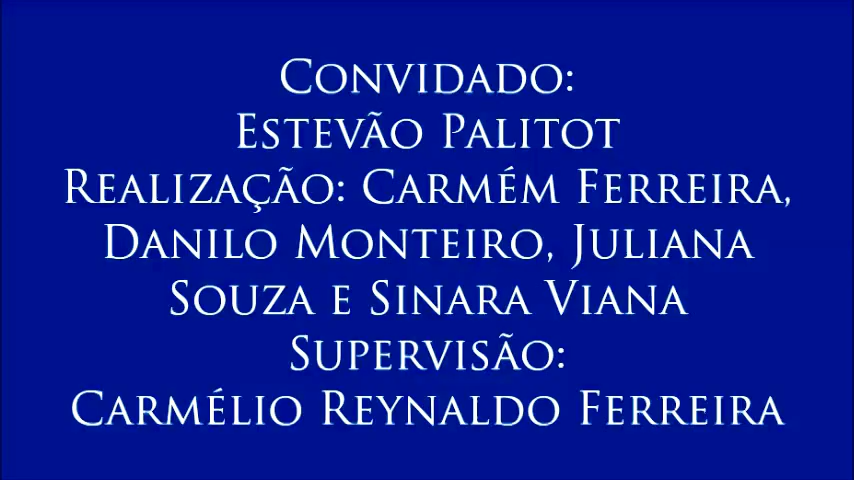 Convidado:
Estevão Palitot
Realização: Carmém Ferreira,
Danilo Monteiro, Juliana
Souza e Sinara Viana
Supervisão:
Carmélio Reynaldo Ferreira